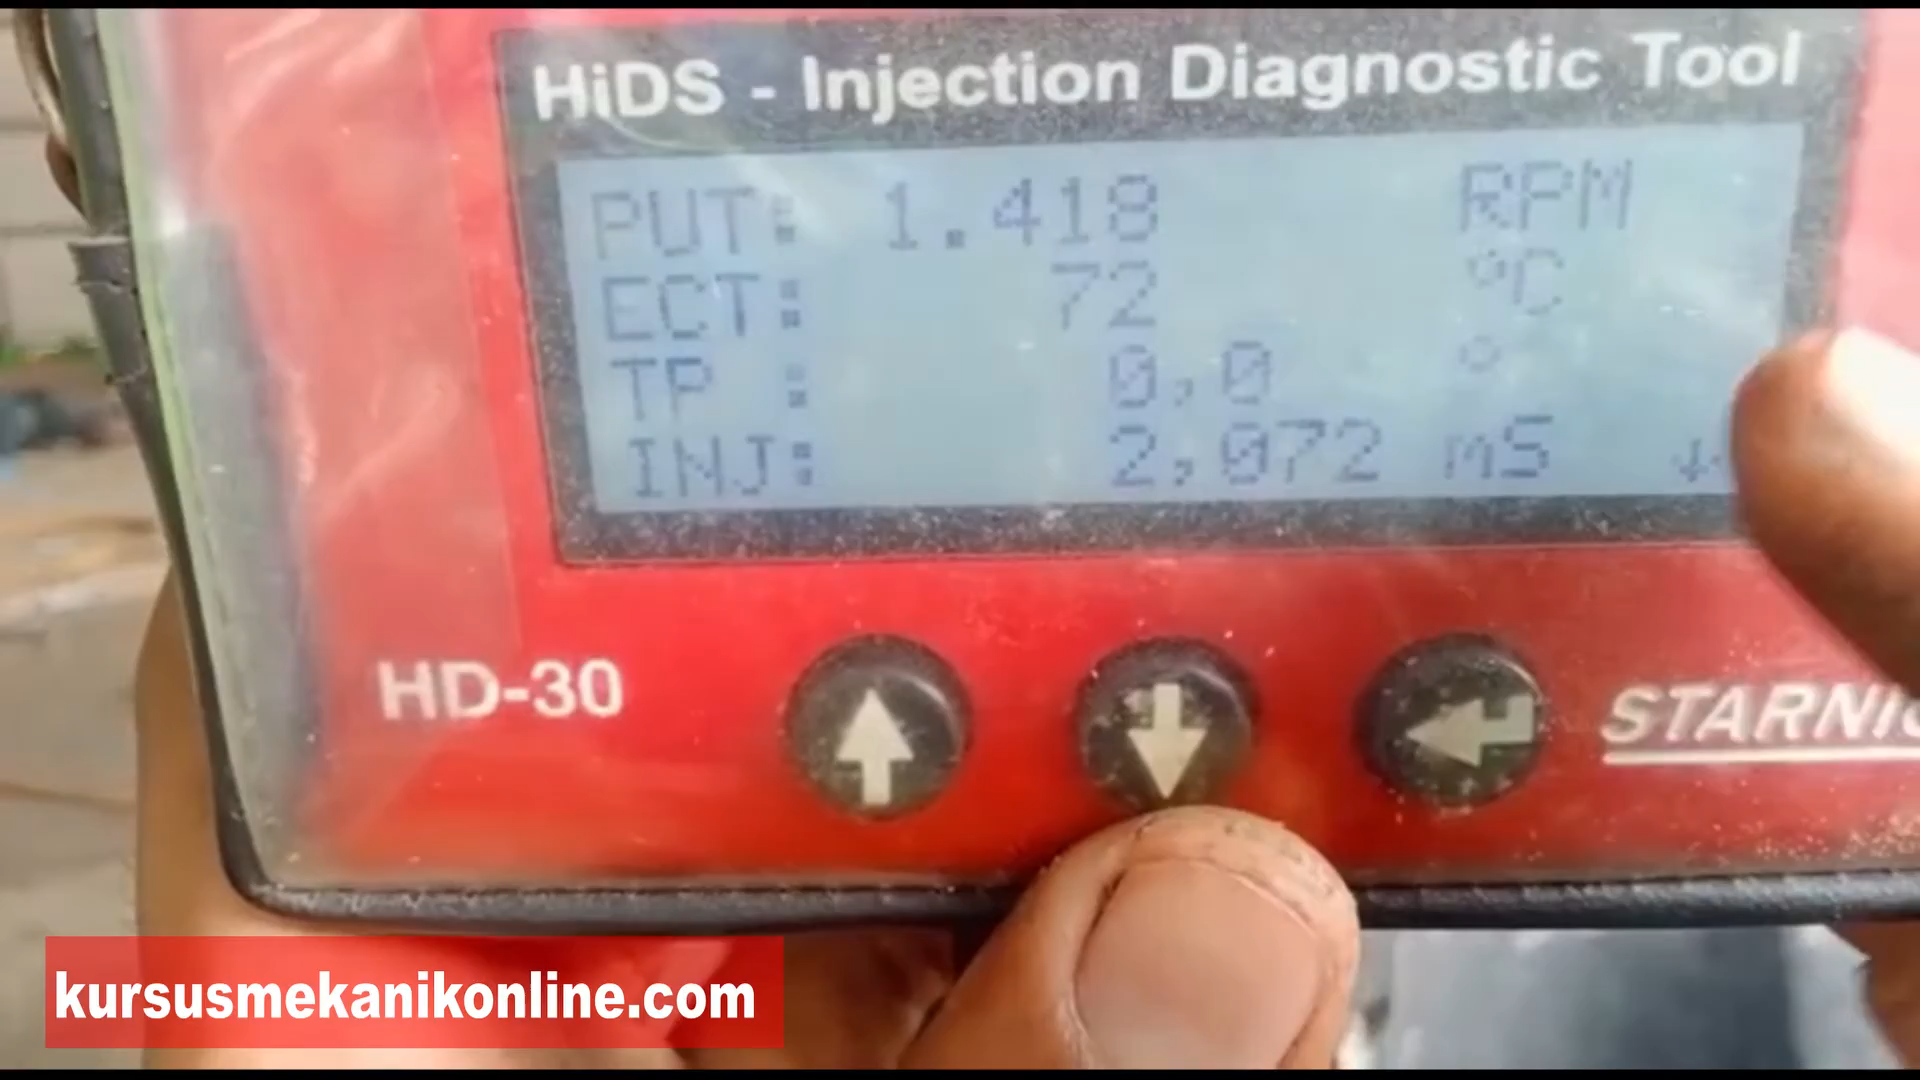 HiDS - Injection Diagnostic Tool
PUT: 1.418 RPM
ECT: 72 °C
TP : 0,0 °
INJ: 2,072 mS ↓
HD-30
kursusmekanikonline.com